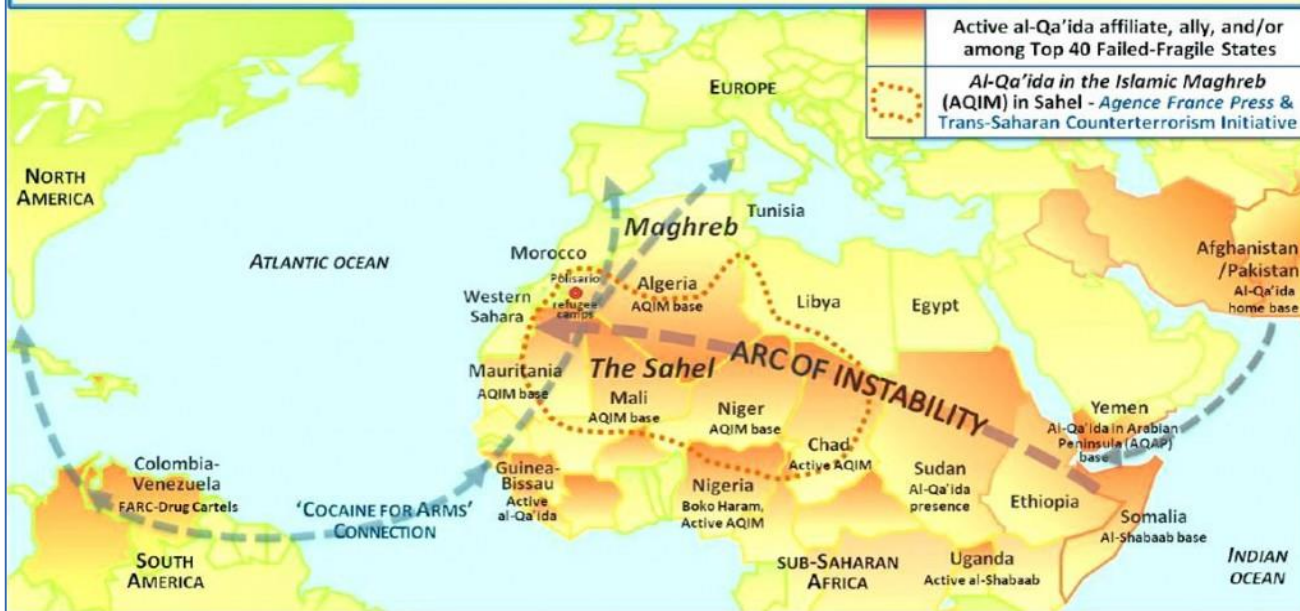 Active al-Qa'ida affiliate, ally, and/or
among Top 40 Failed-Fragile States
Al-Qa'ida in the Islamic Maghreb
(AQIM) in Sahel - Agence France Press &
Trans-Saharan Counterterrorism Initiative
EUROPE
NORTH
AMERICA
ATLANTIC OCEAN
Tunisia
Maghreb
Morocco
Polisario
refugee
camps
Algeria
AQIM base
Western
Sahara
Libya
Egypt
Afghanistan
/Pakistan
Al-Qa'ida
home base
ARC OF INSTABILITY
The Sahel
Mauritania
AQIM base
Mali
AQIM base
Niger
AQIM base
Chad
Active AQIM
Yemen
Al-Qa'ida in Arabian
Peninsula (AQAP)
base
Colombia-
Venezuela
FARC-Drug Cartels
'COCAINE FOR ARMS'
CONNECTION
Guinea-
Bissau
Active
al-Qa'ida
Nigeria
Boko Haram,
Active AQIM
Sudan
Al-Qa'ida
presence
Ethiopia
Somalia
Al-Shabaab base
SOUTH
AMERICA
SUB-SAHARAN
AFRICA
Uganda
Active al-Shabaab
INDIAN
OCEAN